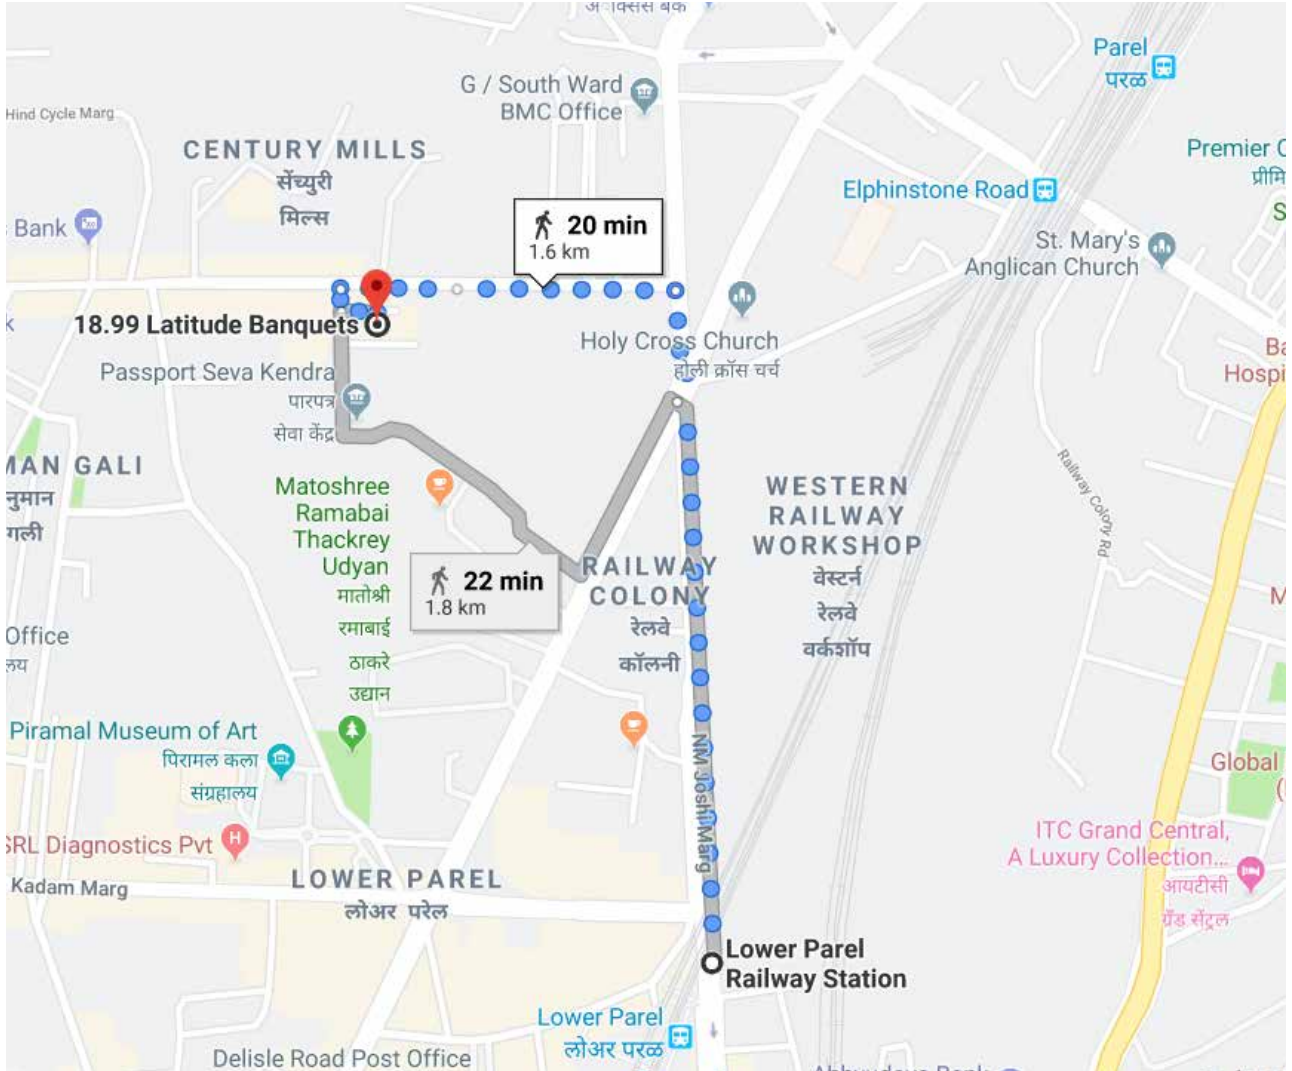 Parel
परळ
G / South Ward
BMC Office
Hind Cycle Marg
CENTURY MILLS
सेंच्युरी
मिल्स
Premier
Elphinstone Road
20 min
1.6 km
Bank
St. Mary's
Anglican Church
18.99 Latitude Banquets
Holy Cross Church
होली क्रॉस चर्च
Passport Seva Kendra
पारपत्र
सेवा केंद्र
MAN GALI
गली
Matoshree
Ramabai
Thackrey
Udyan
मातोश्री
रमाबाई
ठाकरे
उद्यान
Railway Colony Rd
WESTERN
RAILWAY
WORKSHOP
वेस्टर्न
रेलवे
वर्कशॉप
22 min
1.8 km
RAILWAY
COLONY
रेलवे
कॉलनी
Office
Piramal Museum of Art
पिरामल कला
संग्रहालय
NM Joshi Marg
Global
SRL Diagnostics Pvt
ITC Grand Central,
A Luxury Collection...
आयटीसी
ग्रँड सेंट्रल
Kadam Marg
LOWER PAREL
लोअर परेल
Lower Parel
Railway Station
Lower Parel
लोअर परळ
Delisle Road Post Office